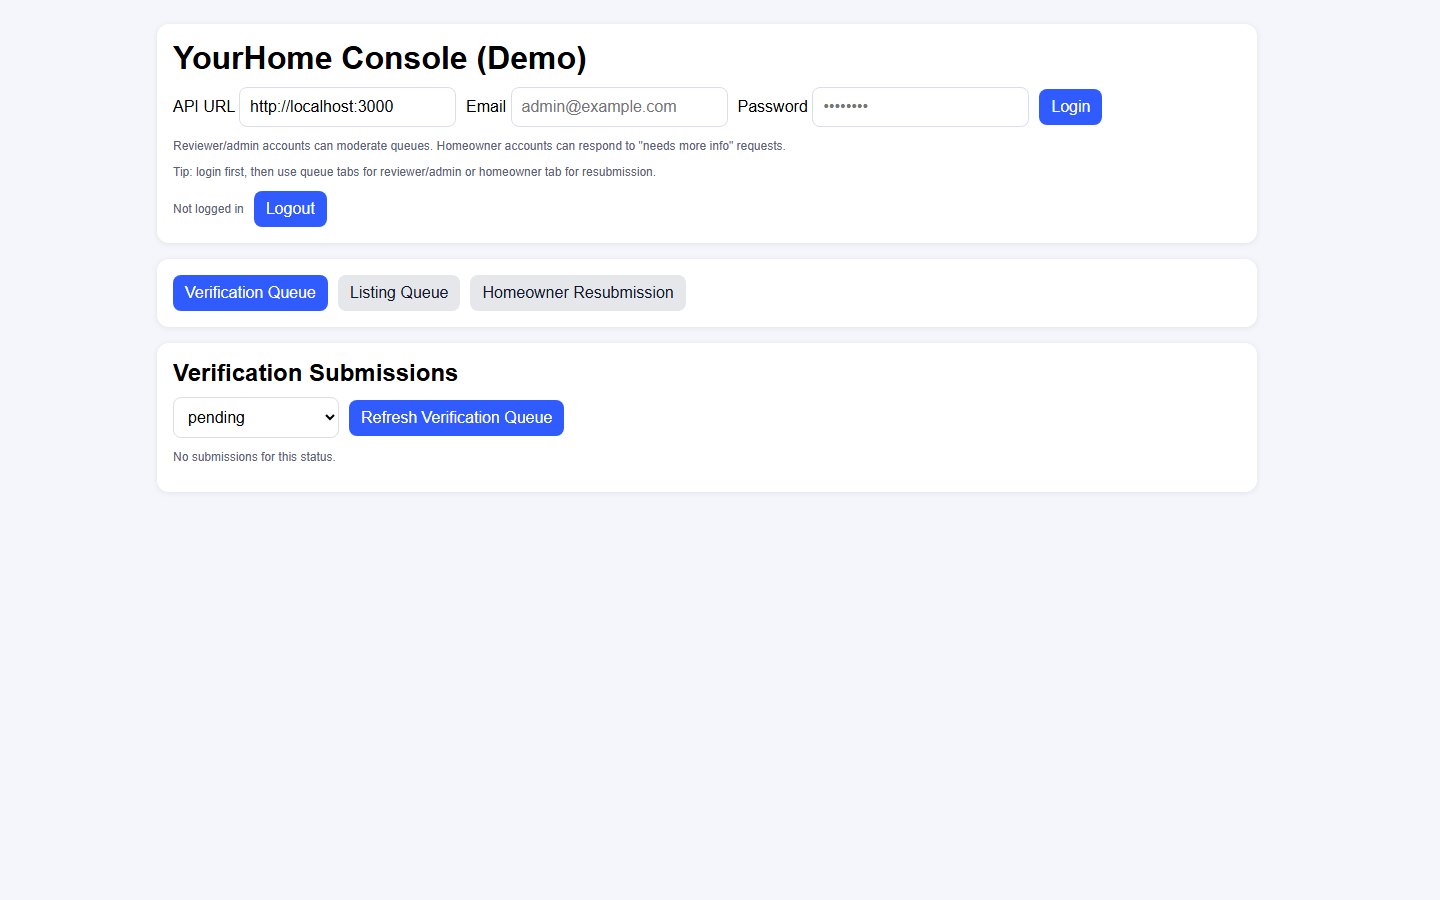 YourHome Console (Demo)
API URL http://localhost:3000 Email admin@example.com Password •••••••• Login
Reviewer/admin accounts can moderate queues. Homeowner accounts can respond to "needs more info" requests.
Tip: login first, then use queue tabs for reviewer/admin or homeowner tab for resubmission.
Not logged in Logout
Verification Queue Listing Queue Homeowner Resubmission
Verification Submissions
pending Refresh Verification Queue
No submissions for this status.